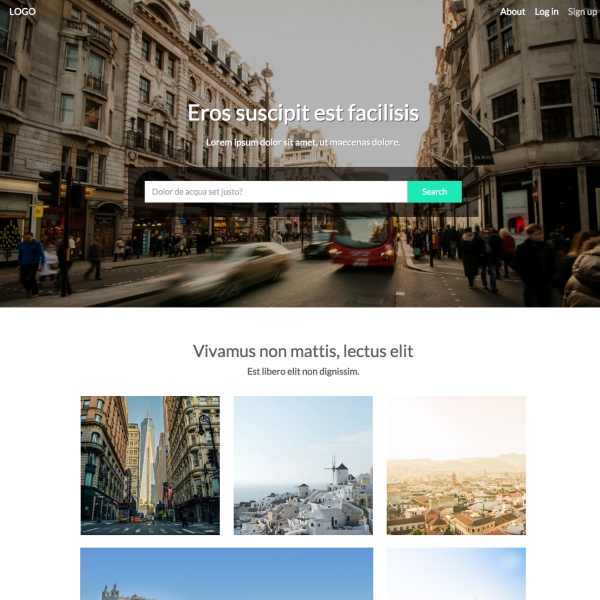 LOGO
About Log in Sign up
Eros suscipit est facilisis
Lorem ipsum dolor sit amet, ut maecenas dolore.
Dolor de acqua set justo? Search
Vivamus non mattis, lectus elit
Est libero elit non dignissim.